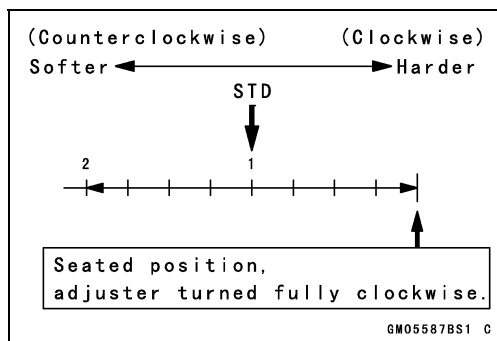 (Counterclockwise) (Clockwise)
Softer Harder
STD
2 1
Seated position,
adjuster turned fully clockwise.
GM05587BS1 C